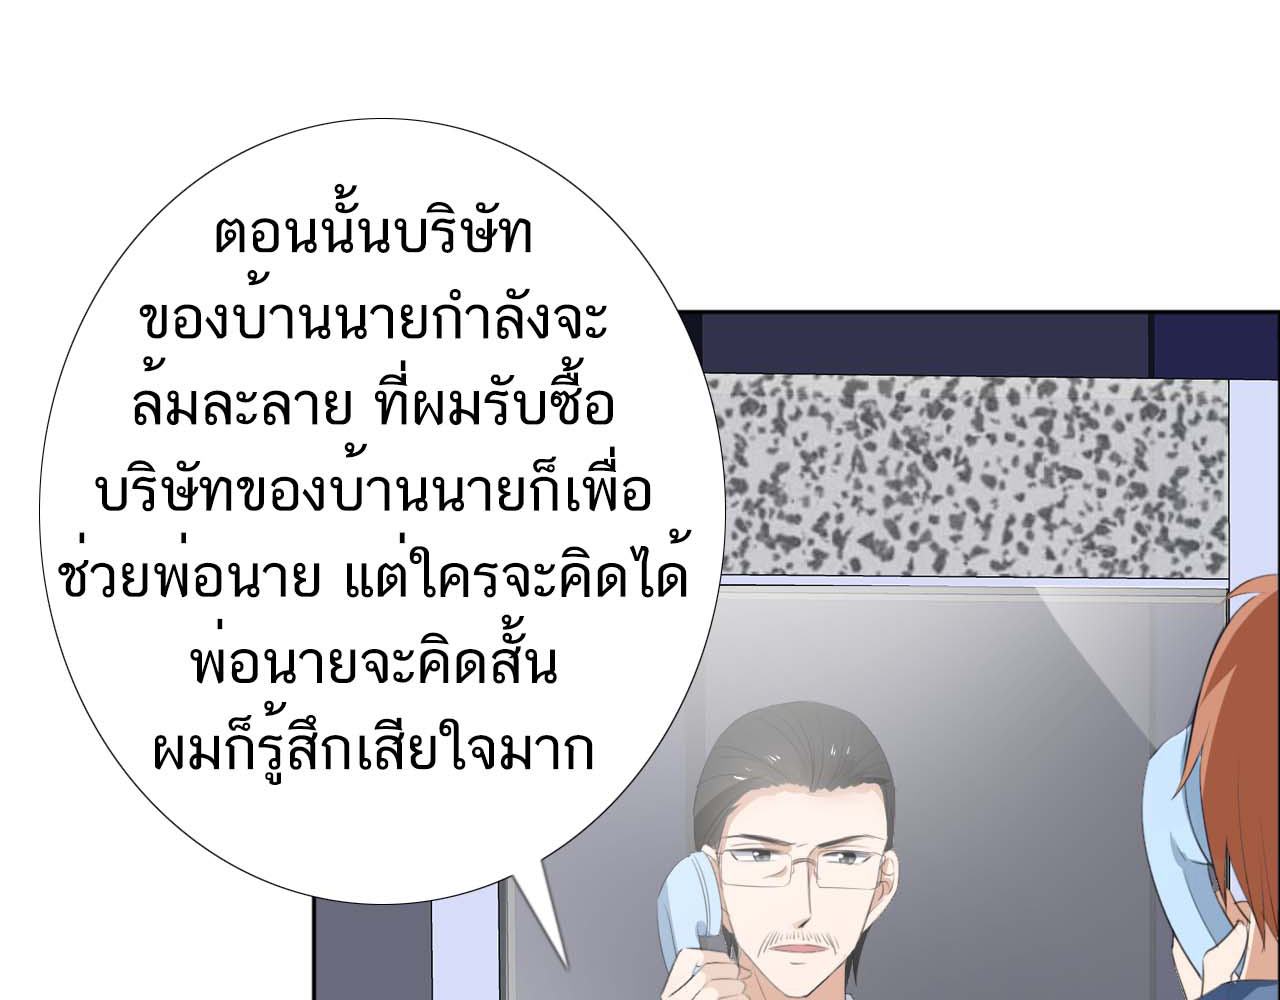 ตอนนั้นบริษัท
ของบ้านนายกำลังจะ
ล้มละลาย ที่ผมรับซื้อ
บริษัทของบ้านนายก็เพื่อ
ช่วยพ่อนาย แต่ใครจะคิดได้
พ่อนายจะคิดสั้น
ผมก็รู้สึกเสียใจมาก